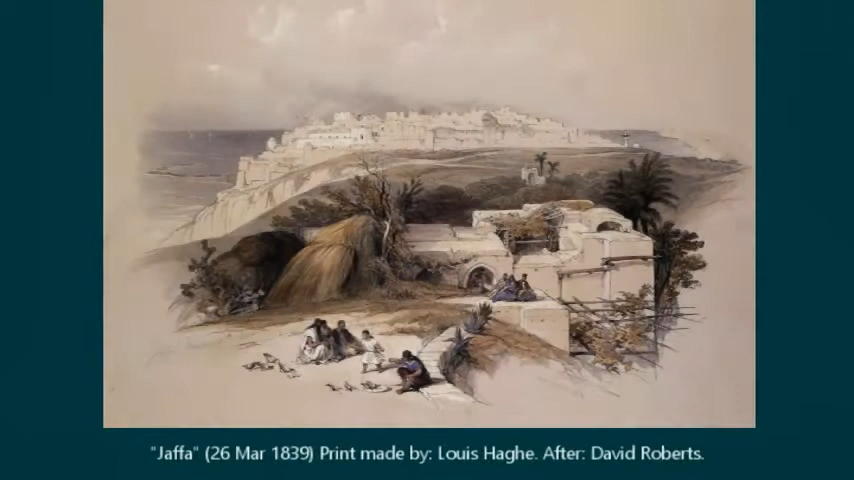 "Jaffa" (26 Mar 1839) Print made by: Louis Haghe. After: David Roberts.